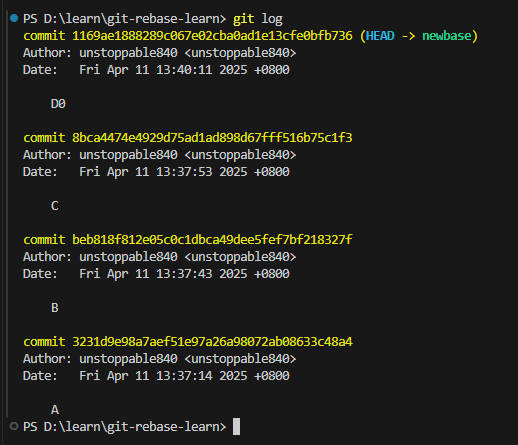 PS D:\learn\git-rebase-learn> git log
commit 1169ae1888289c067e02cba0ad1e13cfe0bfb736 (HEAD -> newbase)
Author: unstoppable840 <unstoppable840>
Date:   Fri Apr 11 13:40:11 2025 +0800
    D0
commit 8bca4474e4929d75ad1ad898d67fff516b75c1f3
Author: unstoppable840 <unstoppable840>
Date:   Fri Apr 11 13:37:53 2025 +0800
    C
commit beb818f812e05c0c1dbca49dee5fef7bf218327f
Author: unstoppable840 <unstoppable840>
Date:   Fri Apr 11 13:37:43 2025 +0800
    B
commit 3231d9e98a7aef51e97a26a98072ab08633c48a4
Author: unstoppable840 <unstoppable840>
Date:   Fri Apr 11 13:37:14 2025 +0800
    A
PS D:\learn\git-rebase-learn>